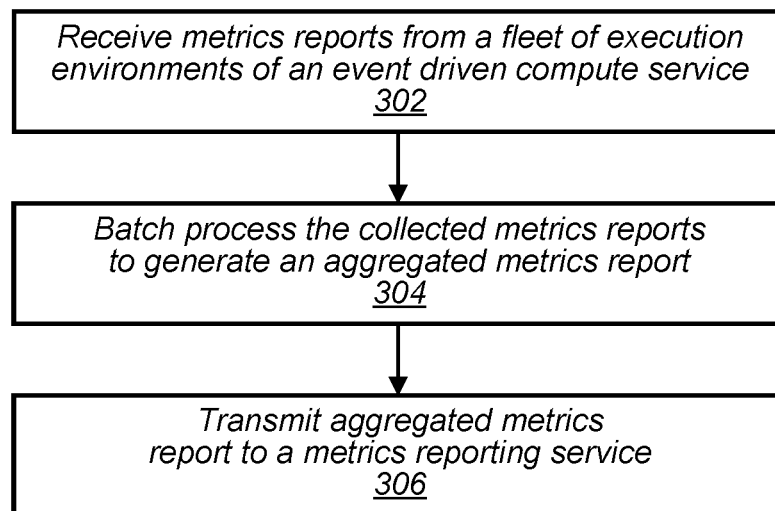 Receive metrics reports from a fleet of execution
environments of an event driven compute service
302
Batch process the collected metrics reports
to generate an aggregated metrics report
304
Transmit aggregated metrics
report to a metrics reporting service
306